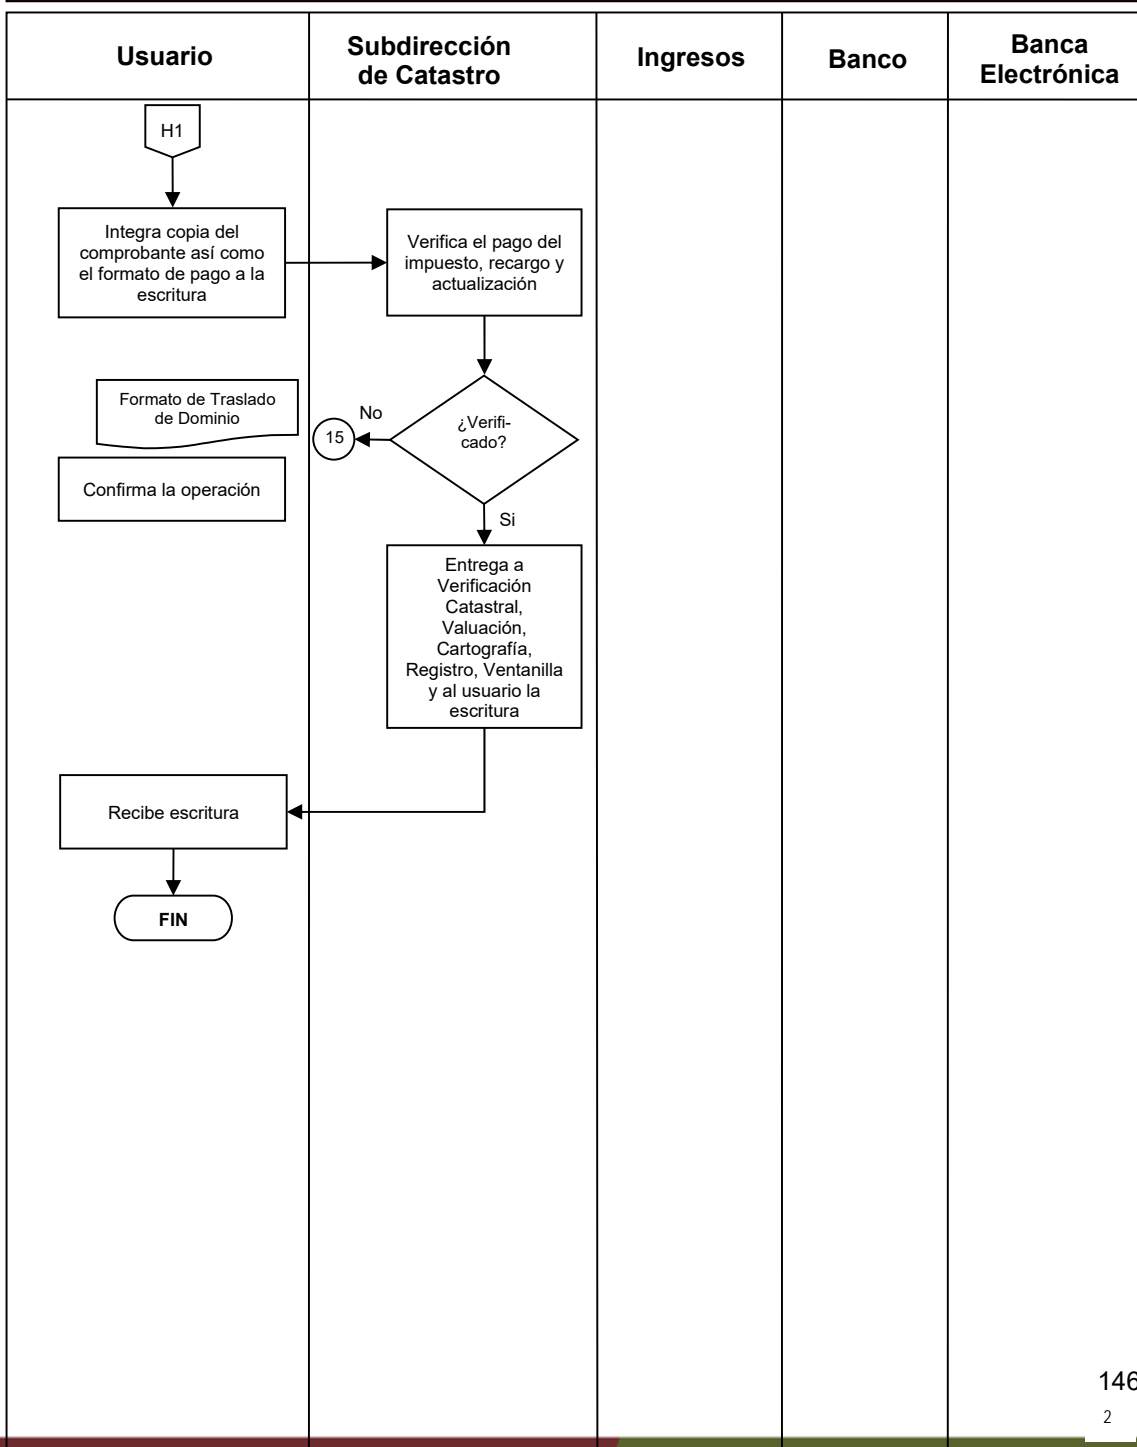 Usuario
Subdirección
de Catastro
Ingresos
Banco
Banca
Electrónica
H1
Integra copia del
comprobante así como
el formato de pago a la
escritura
Verifica el pago del
impuesto, recargo y
actualización
Formato de Traslado
de Dominio
15
No
¿Verifi-
cado?
Confirma la operación
Si
Entrega a
Verificación
Catastral,
Valuación,
Cartografía,
Registro, Ventanilla
y al usuario la
escritura
Recibe escritura
FIN
146
2